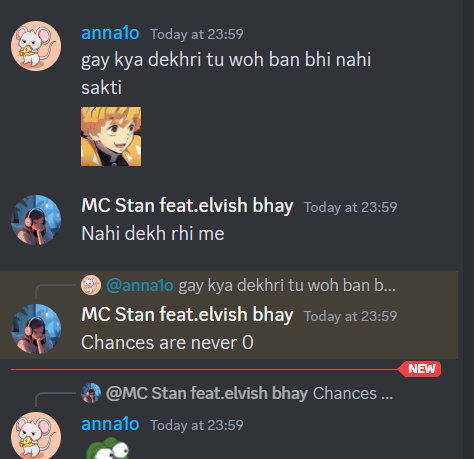 anna1o Today at 23:59
gay kya dekhri tu woh ban bhi nahi
sakti
MC Stan feat.elvish bhay Today at 23:59
Nahi dekh rhi me
@anna1o gay kya dekhri tu woh ban b...
MC Stan feat.elvish bhay Today at 23:59
Chances are never 0
NEW
@MC Stan feat.elvish bhay Chances ...
anna1o Today at 23:59